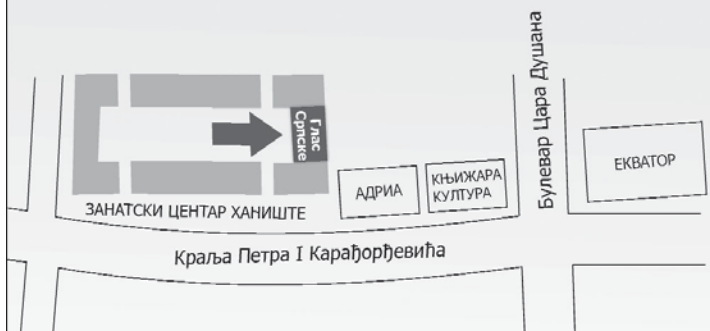 Булевар Цара Душана
Глас
Српске
ЕКВАТОР
АДРИА
КЊИЖАРА
КУЛТУРА
ЗАНАТСКИ ЦЕНТАР ХАНИШТЕ
Краља Петра I Карађорђевића